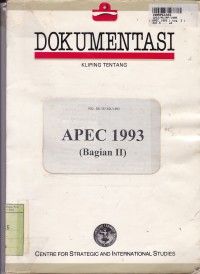 DOKUMENTASI
KLIPING TENTANG
APEC 1993
(Bagian II)
CENTRE FOR STRATEGIC AND INTERNATIONAL STUDIES